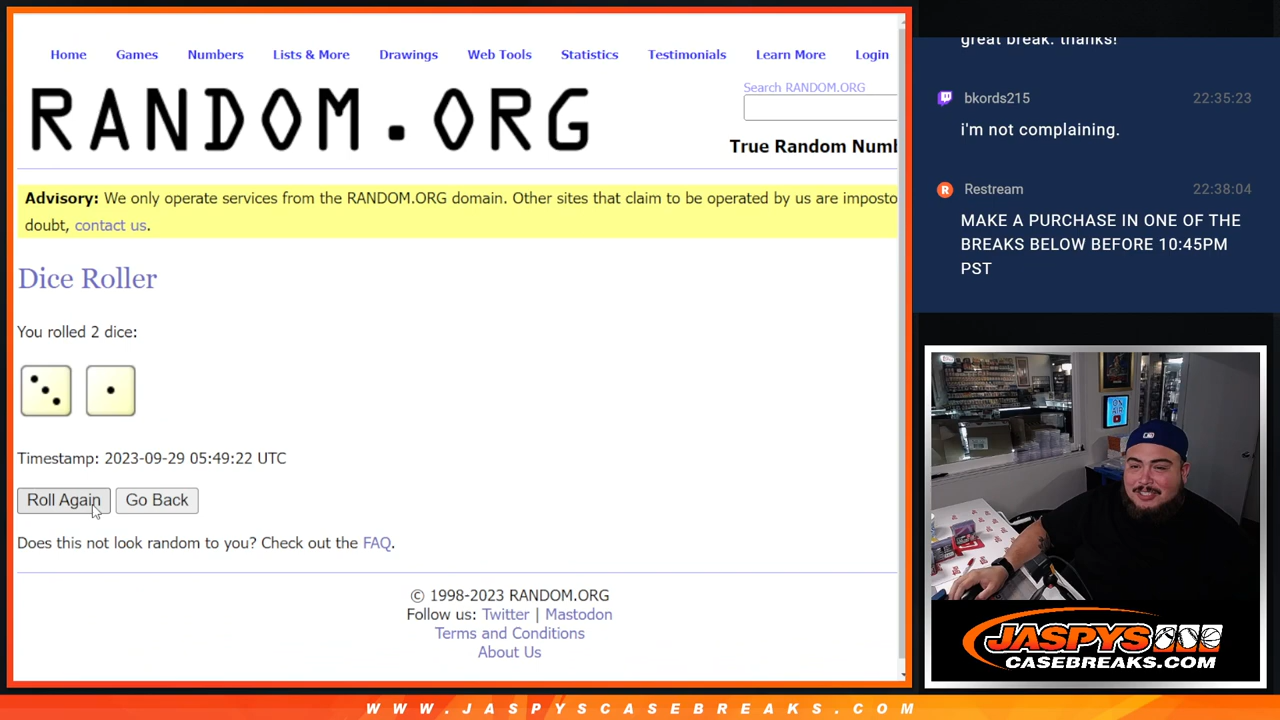 Home Games Numbers Lists & More Drawings Web Tools Statistics Testimonials Learn More Login
RANDOM.ORG
Search RANDOM.ORG
True Random Numb
Advisory: We only operate services from the RANDOM.ORG domain. Other sites that claim to be operated by us are imposto
doubt, contact us.
Dice Roller
You rolled 2 dice:
Timestamp: 2023-09-29 05:49:22 UTC
Roll Again Go Back
Does this not look random to you? Check out the FAQ.
© 1998-2023 RANDOM.ORG
Follow us: Twitter | Mastodon
Terms and Conditions
About Us
great break. thanks!
bkords215 22:35:23
i'm not complaining.
Restream 22:38:04
MAKE A PURCHASE IN ONE OF THE
BREAKS BELOW BEFORE 10:45PM
PST
ON
AIR
JASPYS
CASEBREAKS.COM
WWW.JASPYSCASEBREAKS.COM